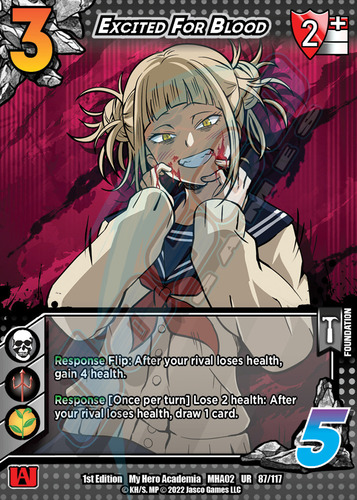 3
EXCITED FOR BLOOD
2
+
FOUNDATION
Response Flip: After your rival loses health,
gain 4 health.
Response [Once per turn] Lose 2 health: After
your rival loses health, draw 1 card.
5
1st Edition My Hero Academia MHA02 UR 87/117
© KH/S. MP © 2022 Jasco Games LLC